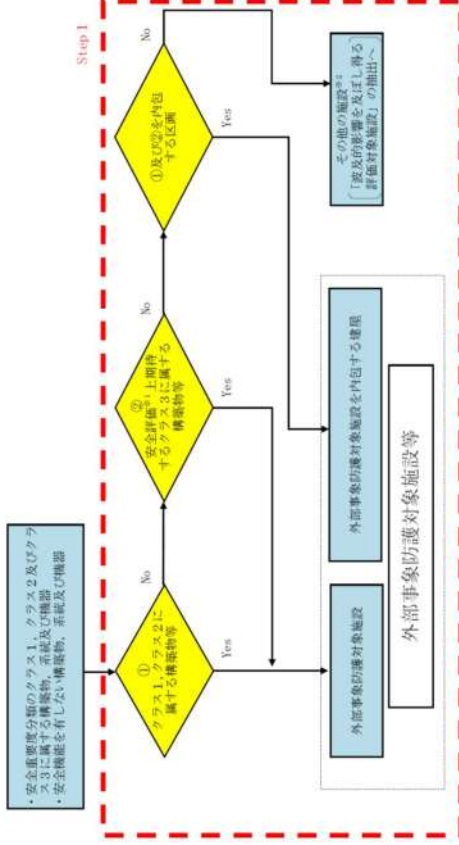 Step 1
・安全重要度分類のクラス1、クラス2及びクラ
ス3に属する構築物、系統及び機器
・安全機能を有しない構築物、系統及び機器
①
クラス1,クラス2に
属する構築物等
No
Yes
②
安全評価※1上期待
するクラス3に属する
構築物等
No
Yes
①及び②を内包
する区画
No
Yes
外部事象防護対象施設
外部事象防護対象施設を内包する建屋
外部事象防護対象施設等
その他の施設※2
「波及的影響を及ぼし得る
評価対象施設」の抽出へ